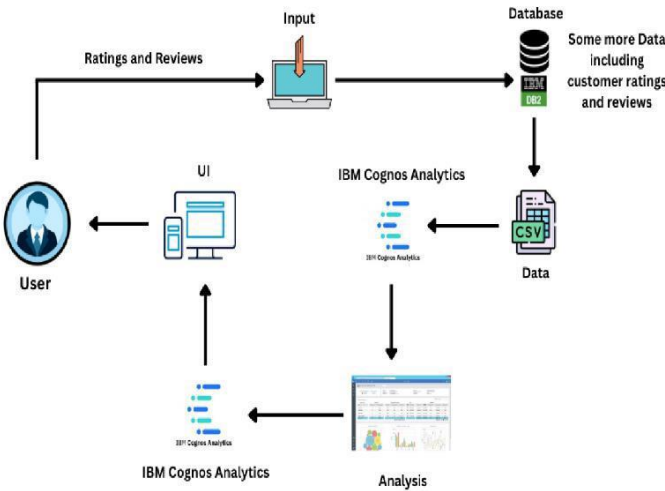 Input
Database
Ratings and Reviews
Some more Data
including
customer ratings
and reviews
IBM
DB2
UI
IBM Cognos Analytics
CSV
IBM Cognos Analytics
User
Data
IBM Cognos Analytics
IBM Cognos Analytics
Analysis